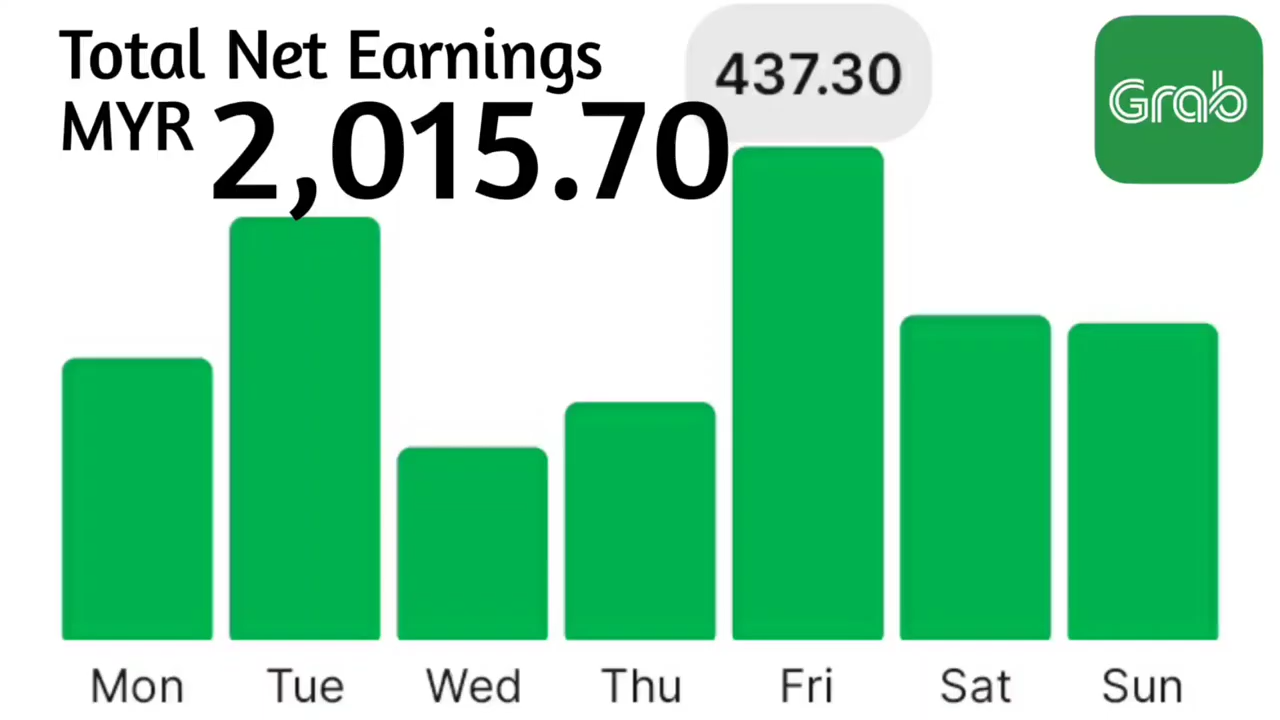 Total Net Earnings
MYR 2,015.70
437.30
Grab
Mon Tue Wed Thu Fri Sat Sun